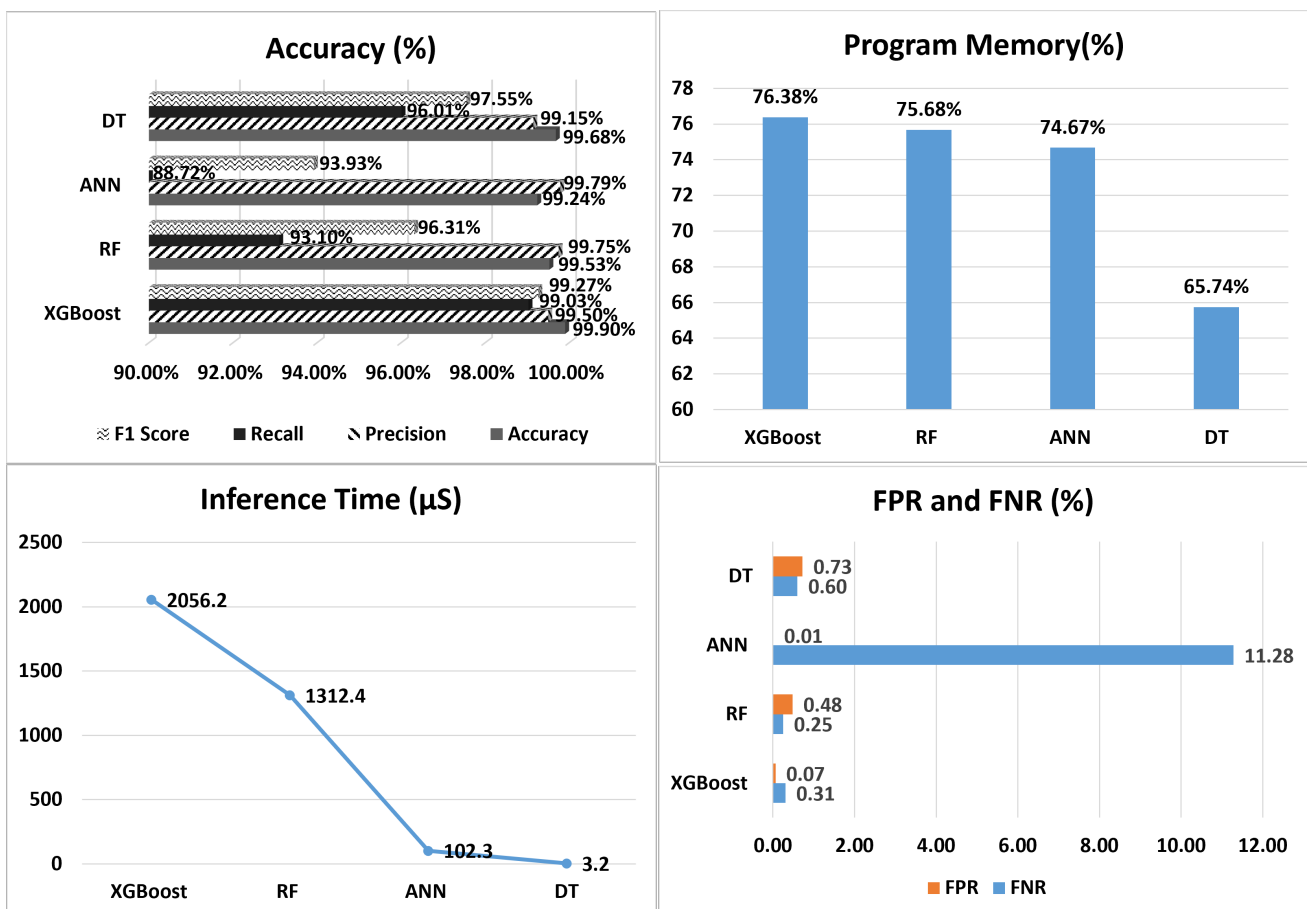 Accuracy (%)
DT
97.55%
96.01%
99.15%
99.68%
ANN
93.93%
88.72%
99.79%
99.24%
RF
96.31%
93.10%
99.75%
99.53%
XGBoost
99.27%
99.03%
99.50%
99.90%
90.00% 92.00% 94.00% 96.00% 98.00% 100.00%
F1 Score Recall Precision Accuracy
Program Memory(%)
78
76
74
72
70
68
66
64
62
60
76.38%
75.68%
74.67%
65.74%
XGBoost RF ANN DT
Inference Time (µS)
2500
2000
1500
1000
500
0
2056.2
1312.4
102.3
3.2
XGBoost RF ANN DT
FPR and FNR (%)
DT
0.73
0.60
ANN
0.01
11.28
RF
0.48
0.25
XGBoost
0.07
0.31
0.00 2.00 4.00 6.00 8.00 10.00 12.00
FPR FNR